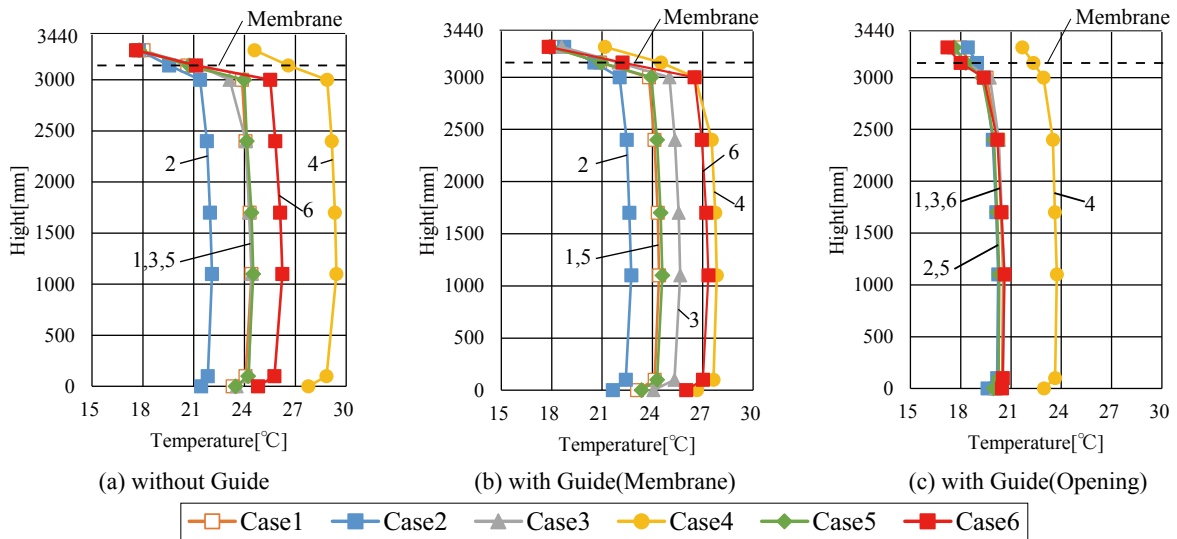 Membrane
Membrane
Membrane
3440
3000
2500
2000
1500
1000
500
0
Hight[mm]
2
4
6
1,3,5
15 18 21 24 27 30
Temperature[℃]
(a) without Guide
3440
3000
2500
2000
1500
1000
500
0
Hight[mm]
2
6
4
1,5
3
15 18 21 24 27 30
Temperature[℃]
(b) with Guide(Membrane)
3440
3000
2500
2000
1500
1000
500
0
Hight[mm]
1,3,6
4
2,5
15 18 21 24 27 30
Temperature[℃]
(c) with Guide(Opening)
Case1 Case2 Case3 Case4 Case5 Case6